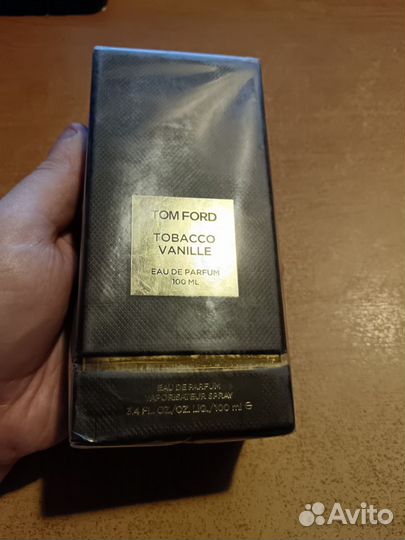 TOM FORD
TOBACCO
VANILLE
EAU DE PARFUM
100 ML
EAU DE PARFUM
VAPORISATEUR SPRAY
3.4 FL. OZ./OZ. LIQ./100 ml ℮
Avito